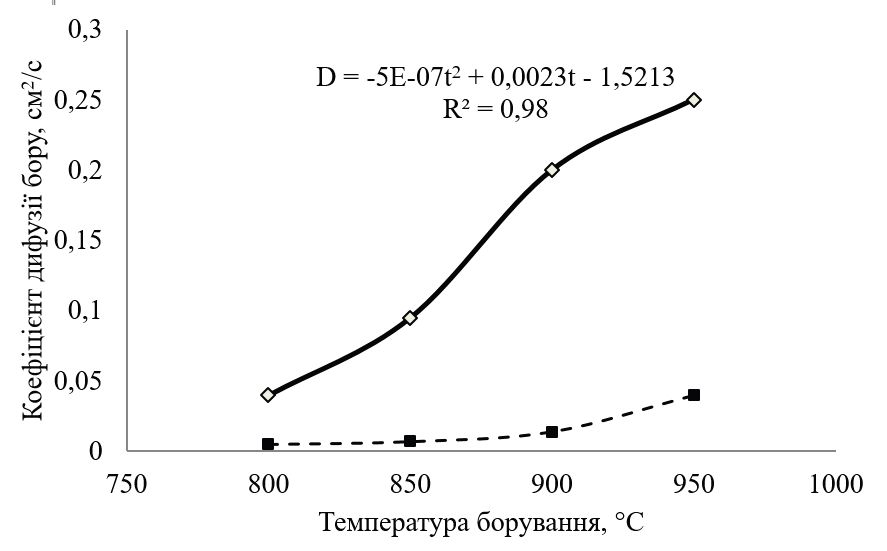 0,3
0,25
0,2
0,15
0,1
0,05
0
Коефіцієнт дифузії бору, см²/с
D = -5E-07t² + 0,0023t - 1,5213
R² = 0,98
750 800 850 900 950 1000
Температура борування, °С